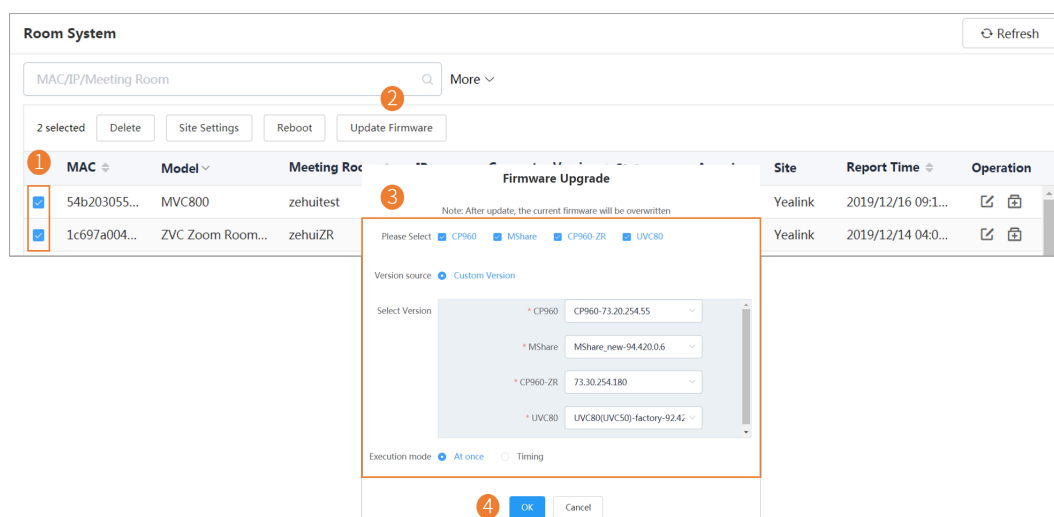 Room System
Refresh
MAC/IP/Meeting Room
More
2
2 selected Delete Site Settings Reboot Update Firmware
1
MAC Model Meeting Roo Site Report Time Operation
Firmware Upgrade
3
Note: After update, the current firmware will be overwritten
54b203055... MVC800 zehuitest Yealink 2019/12/16 09:1...
1c697a004... ZVC Zoom Room... zehuiZR Yealink 2019/12/14 04:0...
Please Select CP960 MShare CP960-ZR UVC80
Version source Custom Version
Select Version * CP960 CP960-73.20.254.55
* MShare MShare_new-94.420.0.6
* CP960-ZR 73.30.254.180
* UVC80 UVC80(UVC50)-factory-92.42
Execution mode At once Timing
4 OK Cancel